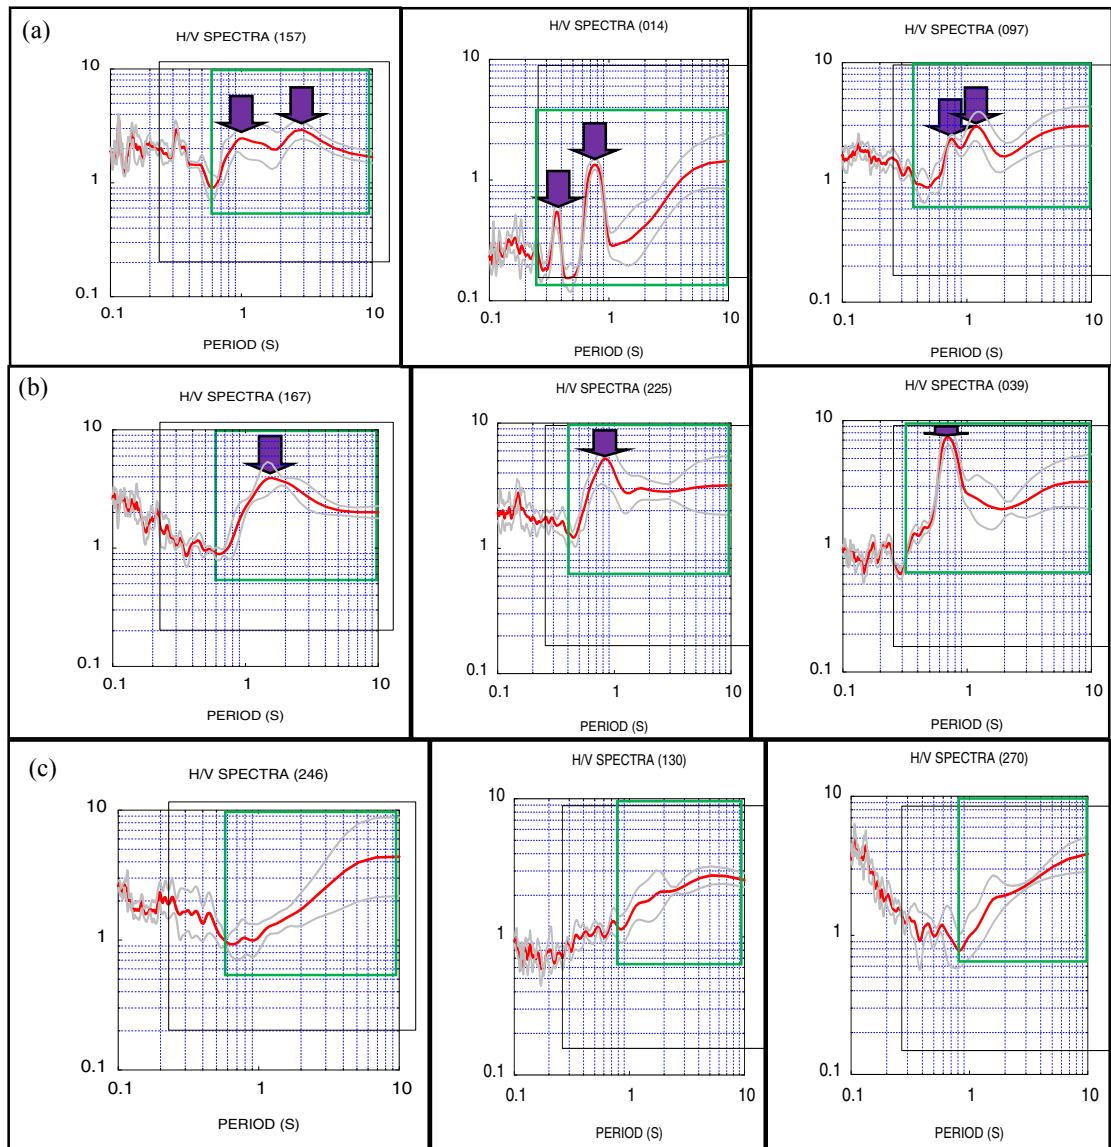 (a)
H/V SPECTRA (157)
10
1
0.1
0.1
1
10
PERIOD (S)
H/V SPECTRA (014)
10
1
0.1
0.1
1
10
PERIOD (S)
H/V SPECTRA (097)
10
1
0.1
0.1
1
10
PERIOD (S)
(b)
H/V SPECTRA (167)
10
1
0.1
0.1
1
10
PERIOD (S)
H/V SPECTRA (225)
10
1
0.1
0.1
1
10
PERIOD (S)
H/V SPECTRA (039)
10
1
0.1
0.1
1
10
PERIOD (S)
(c)
H/V SPECTRA (246)
10
1
0.1
0.1
1
10
PERIOD (S)
H/V SPECTRA (130)
10
1
0.1
0.1
1
10
PERIOD (S)
H/V SPECTRA (270)
10
1
0.1
0.1
1
10
PERIOD (S)